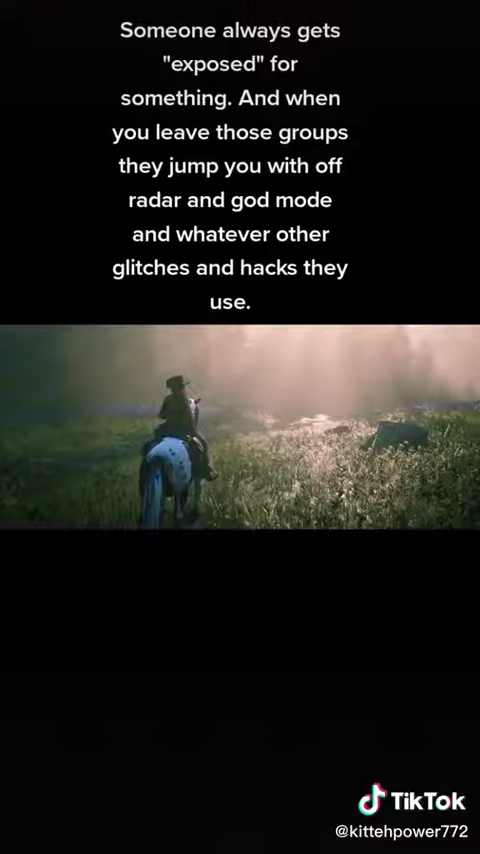 Someone always gets
"exposed" for
something. And when
you leave those groups
they jump you with off
radar and god mode
and whatever other
glitches and hacks they
use.
TikTok
@kittehpower772